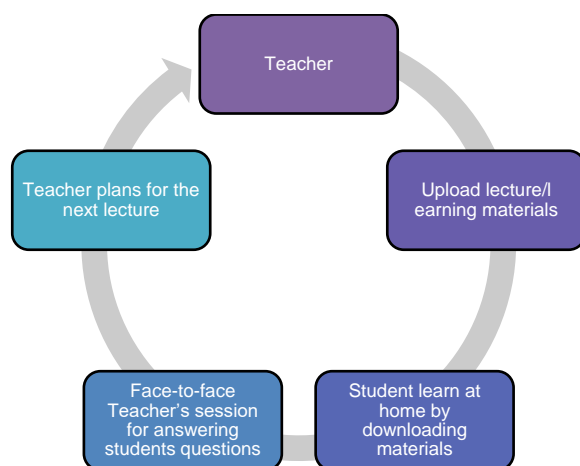 Teacher
Upload lecture/l
earning materials
Student learn at
home by
downloading
materials
Face-to-face
Teacher’s session
for answering
students questions
Teacher plans for the
next lecture